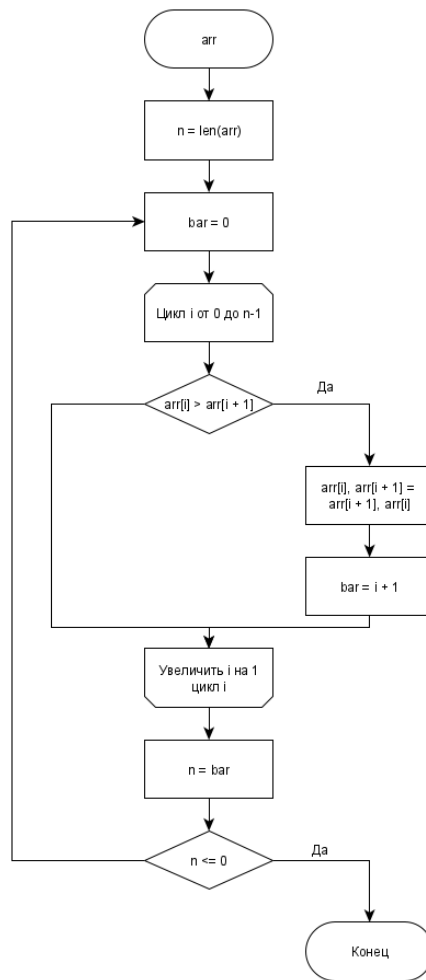 arr
n = len(arr)
bar = 0
Цикл i от 0 до n-1
arr[i] > arr[i + 1]
Да
arr[i], arr[i + 1] =
arr[i + 1], arr[i]
bar = i + 1
Увеличить i на 1
цикл i
n = bar
n <= 0
Да
Конец